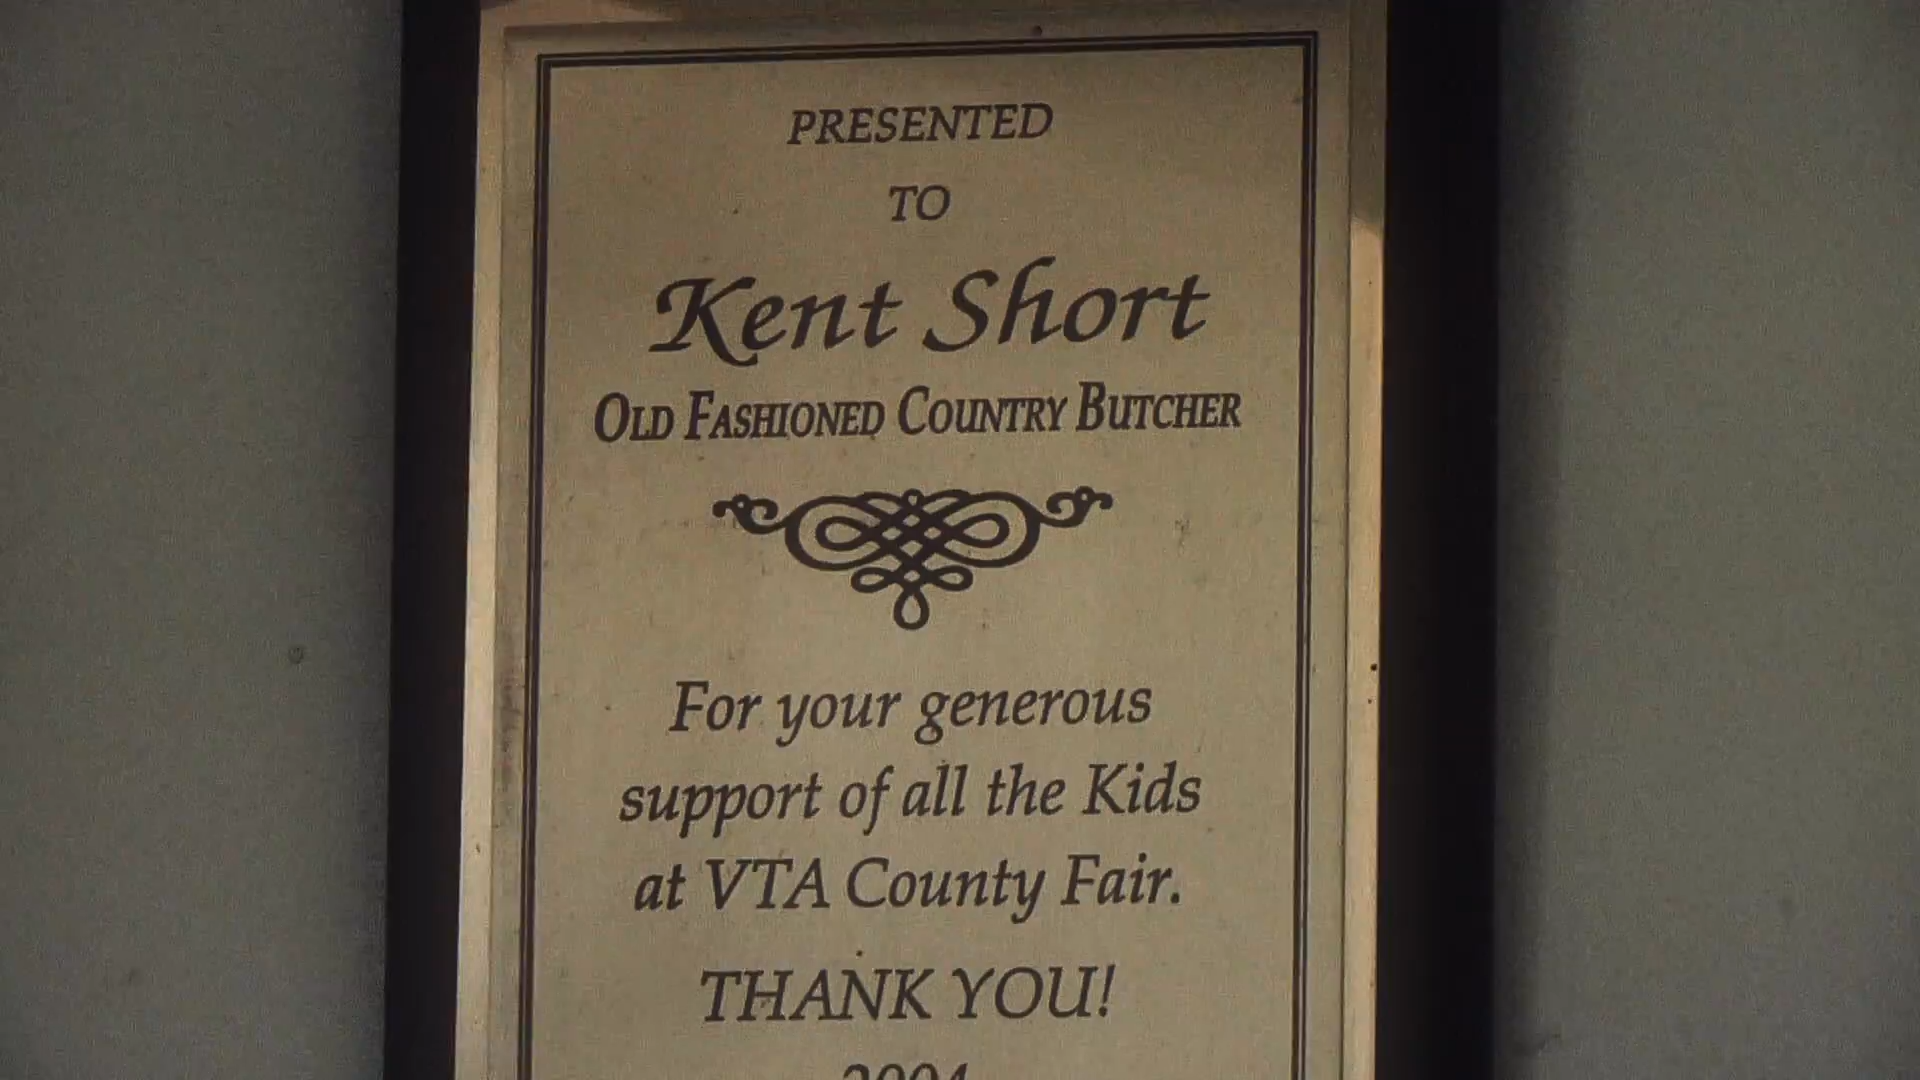 PRESENTED
TO
Kent Short
OLD FASHIONED COUNTRY BUTCHER
For your generous
support of all the Kids
at VTA County Fair.
THANK YOU!
2004